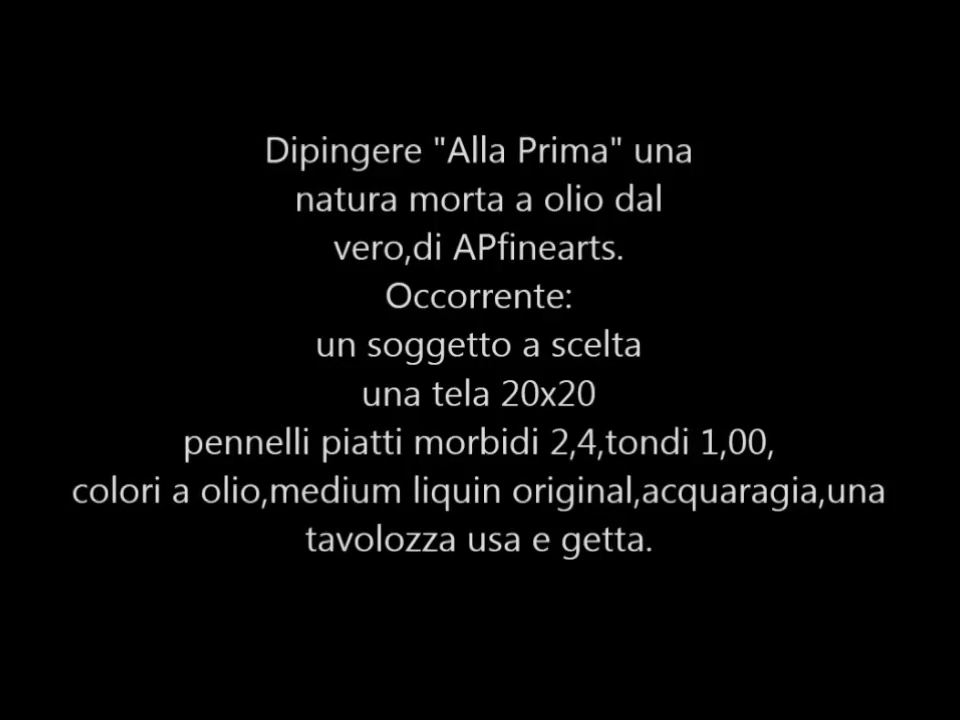 Dipingere "Alla Prima" una
natura morta a olio dal
vero,di APfinearts.
Occorrente:
un soggetto a scelta
una tela 20x20
pennelli piatti morbidi 2,4,tondi 1,00,
colori a olio,medium liquin original,acquaragia,una
tavolozza usa e getta.